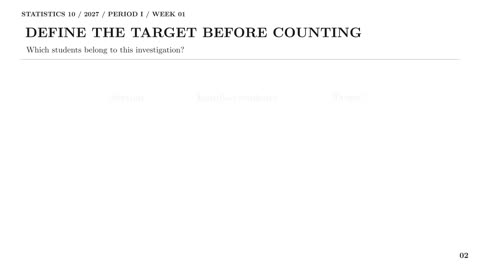 STATISTICS 10 / 2027 / PERIOD I / WEEK 01
DEFINE THE TARGET BEFORE COUNTING
Which students belong to this investigation?
02